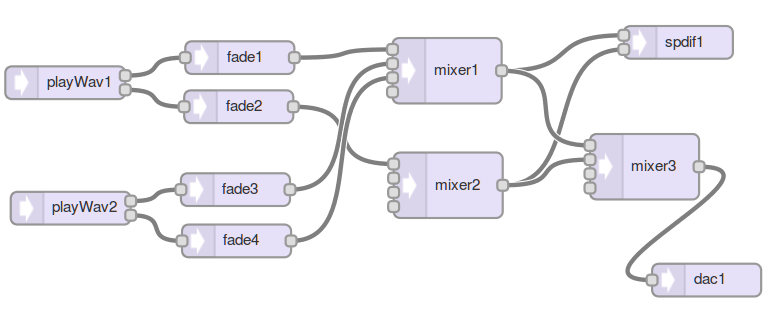 playWav1
fade1
fade2
playWav2
fade3
fade4
mixer1
mixer2
spdif1
mixer3
dac1